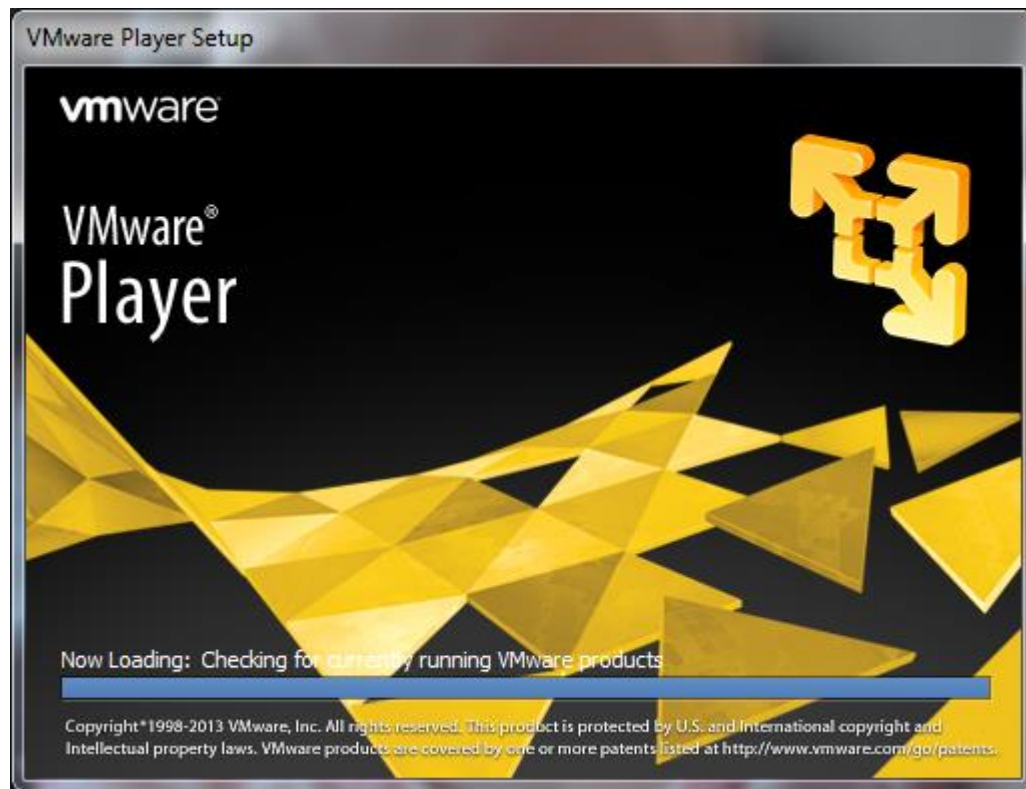 VMware Player Setup
vmware
VMware®
Player
Now Loading: Checking for currently running VMware products
Copyright®1998-2013 VMware, Inc. All rights reserved. This product is protected by U.S. and International copyright and
Intellectual property laws. VMware products are covered by one or more patents listed at http://www.vmware.com/go/patents.